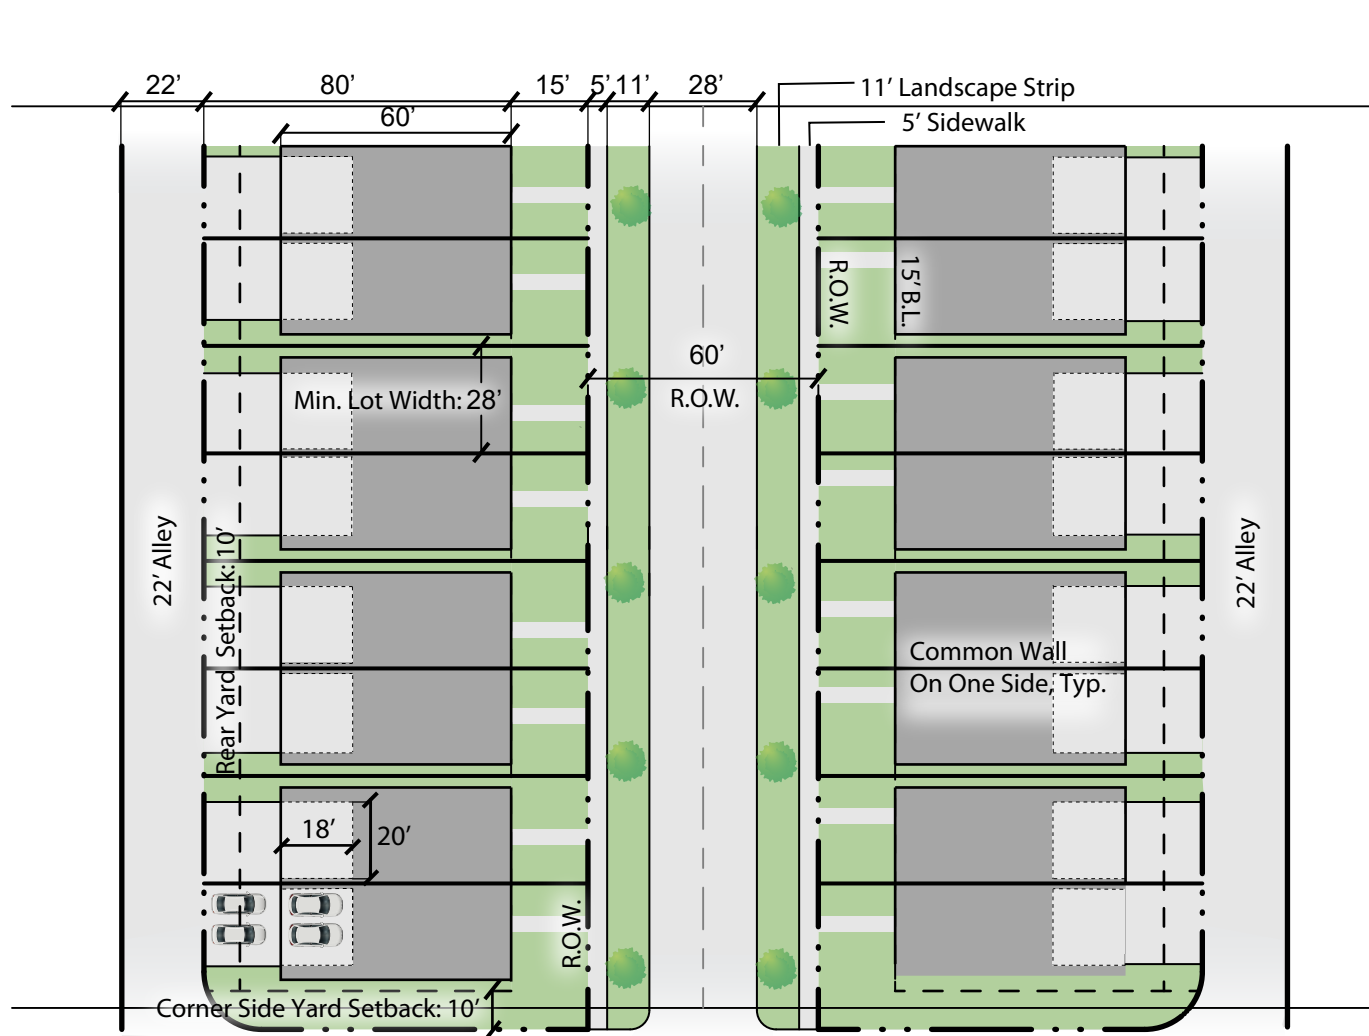 22’ 80’ 15’ 5’ 11’ 28’
11’ Landscape Strip
60’
5’ Sidewalk
R.O.W.
15’ B.L.
60’
R.O.W.
Min. Lot Width: 28’
22’ Alley
Rear Yard Setback: 10’
22’ Alley
Common Wall
On One Side, Typ.
18’
20’
R.O.W.
Corner Side Yard Setback: 10’